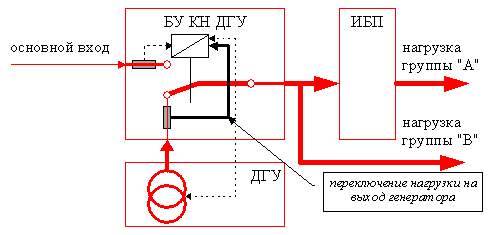 БУ КН ДГУ
ИБП
основной вход
нагрузка
группы "А"
нагрузка
группы "В"
ДГУ
переключение нагрузки на
выход генератора